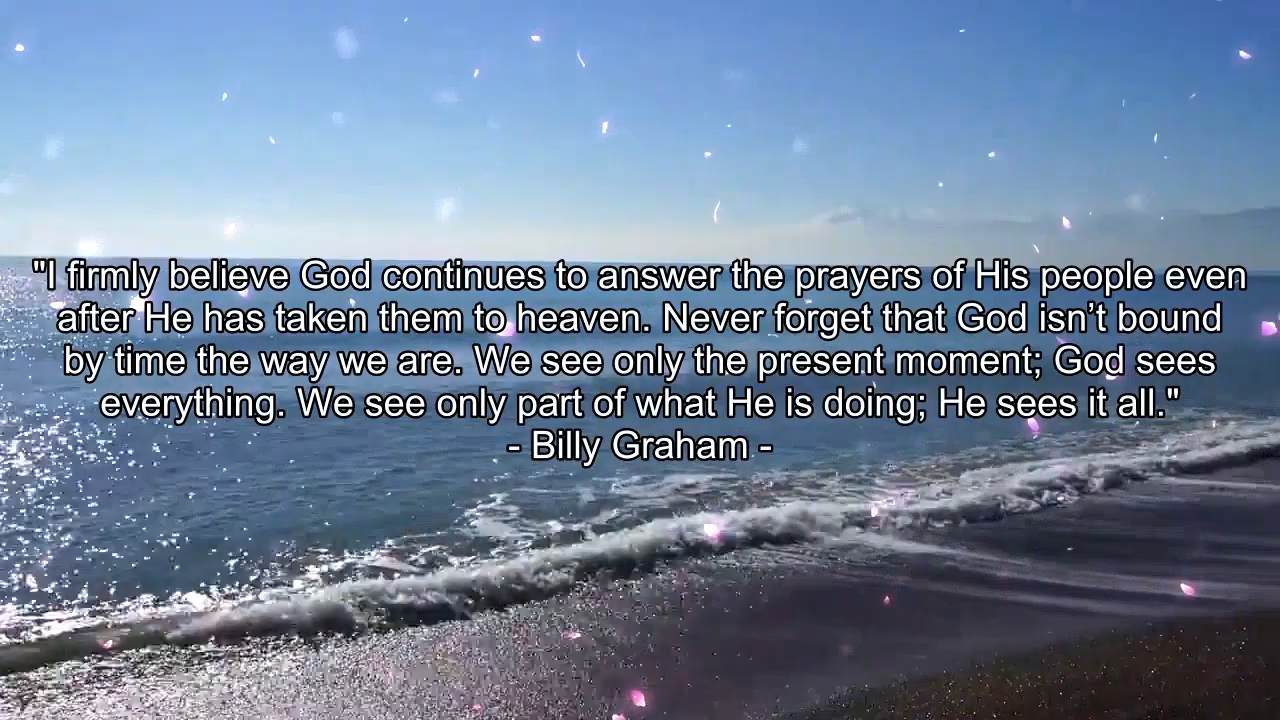 "I firmly believe God continues to answer the prayers of His people even
after He has taken them to heaven. Never forget that God isn’t bound
by time the way we are. We see only the present moment; God sees
everything. We see only part of what He is doing; He sees it all."
- Billy Graham -